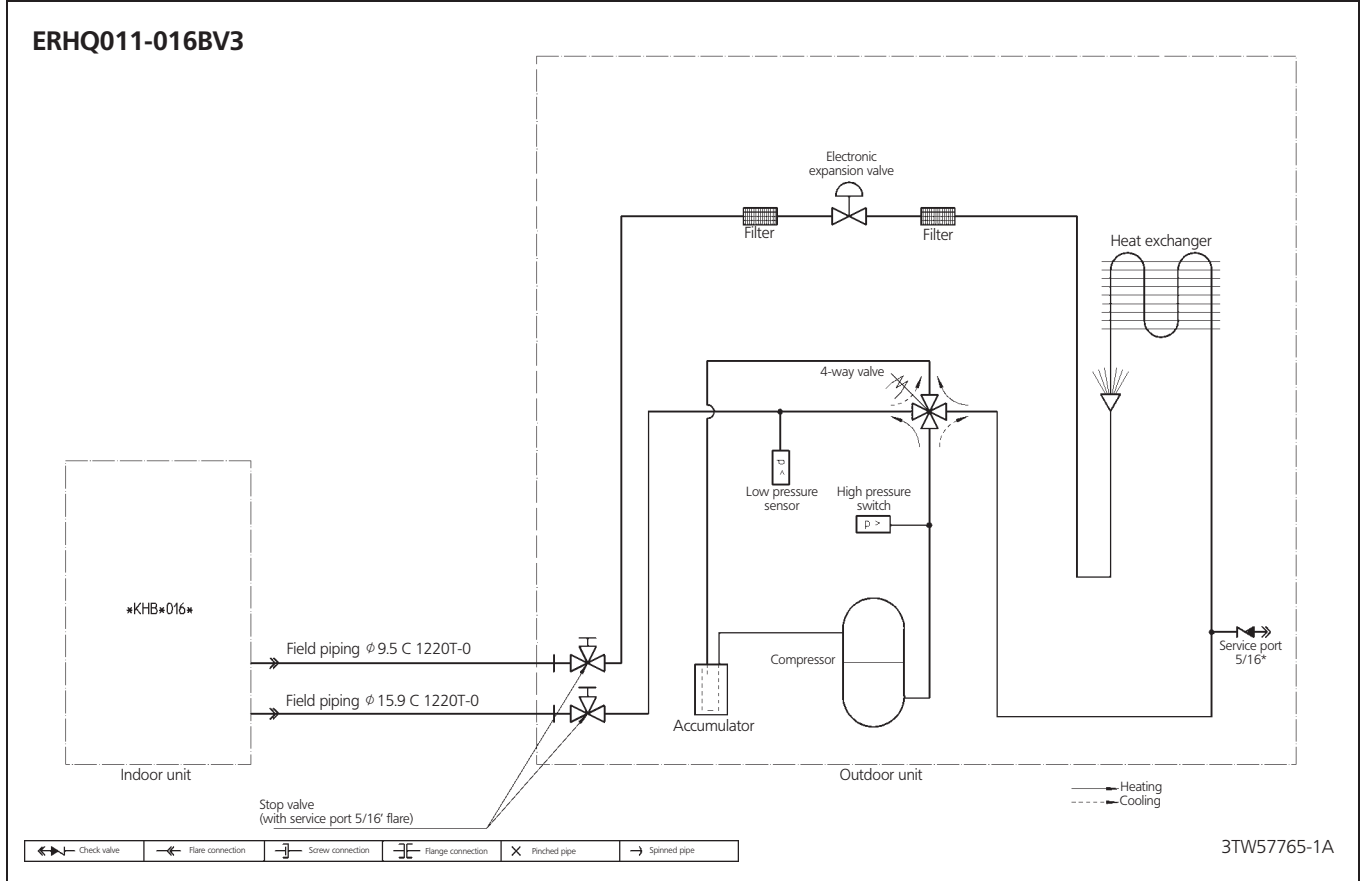 ERHQ011-016BV3
Electronic
expansion valve
Filter
Filter
Heat exchanger
4-way valve
Low pressure
sensor
p <
High pressure
switch
p >
*KHB*016*
Field piping ϕ 9.5 C 1220T-0
Field piping ϕ 15.9 C 1220T-0
Compressor
Accumulator
Service port
5/16*
Indoor unit
Outdoor unit
Heating
Cooling
Stop valve
(with service port 5/16' flare)
Check valve
Flare connection
Screw connection
Flange connection
Pinched pipe
Spinned pipe
3TW57765-1A